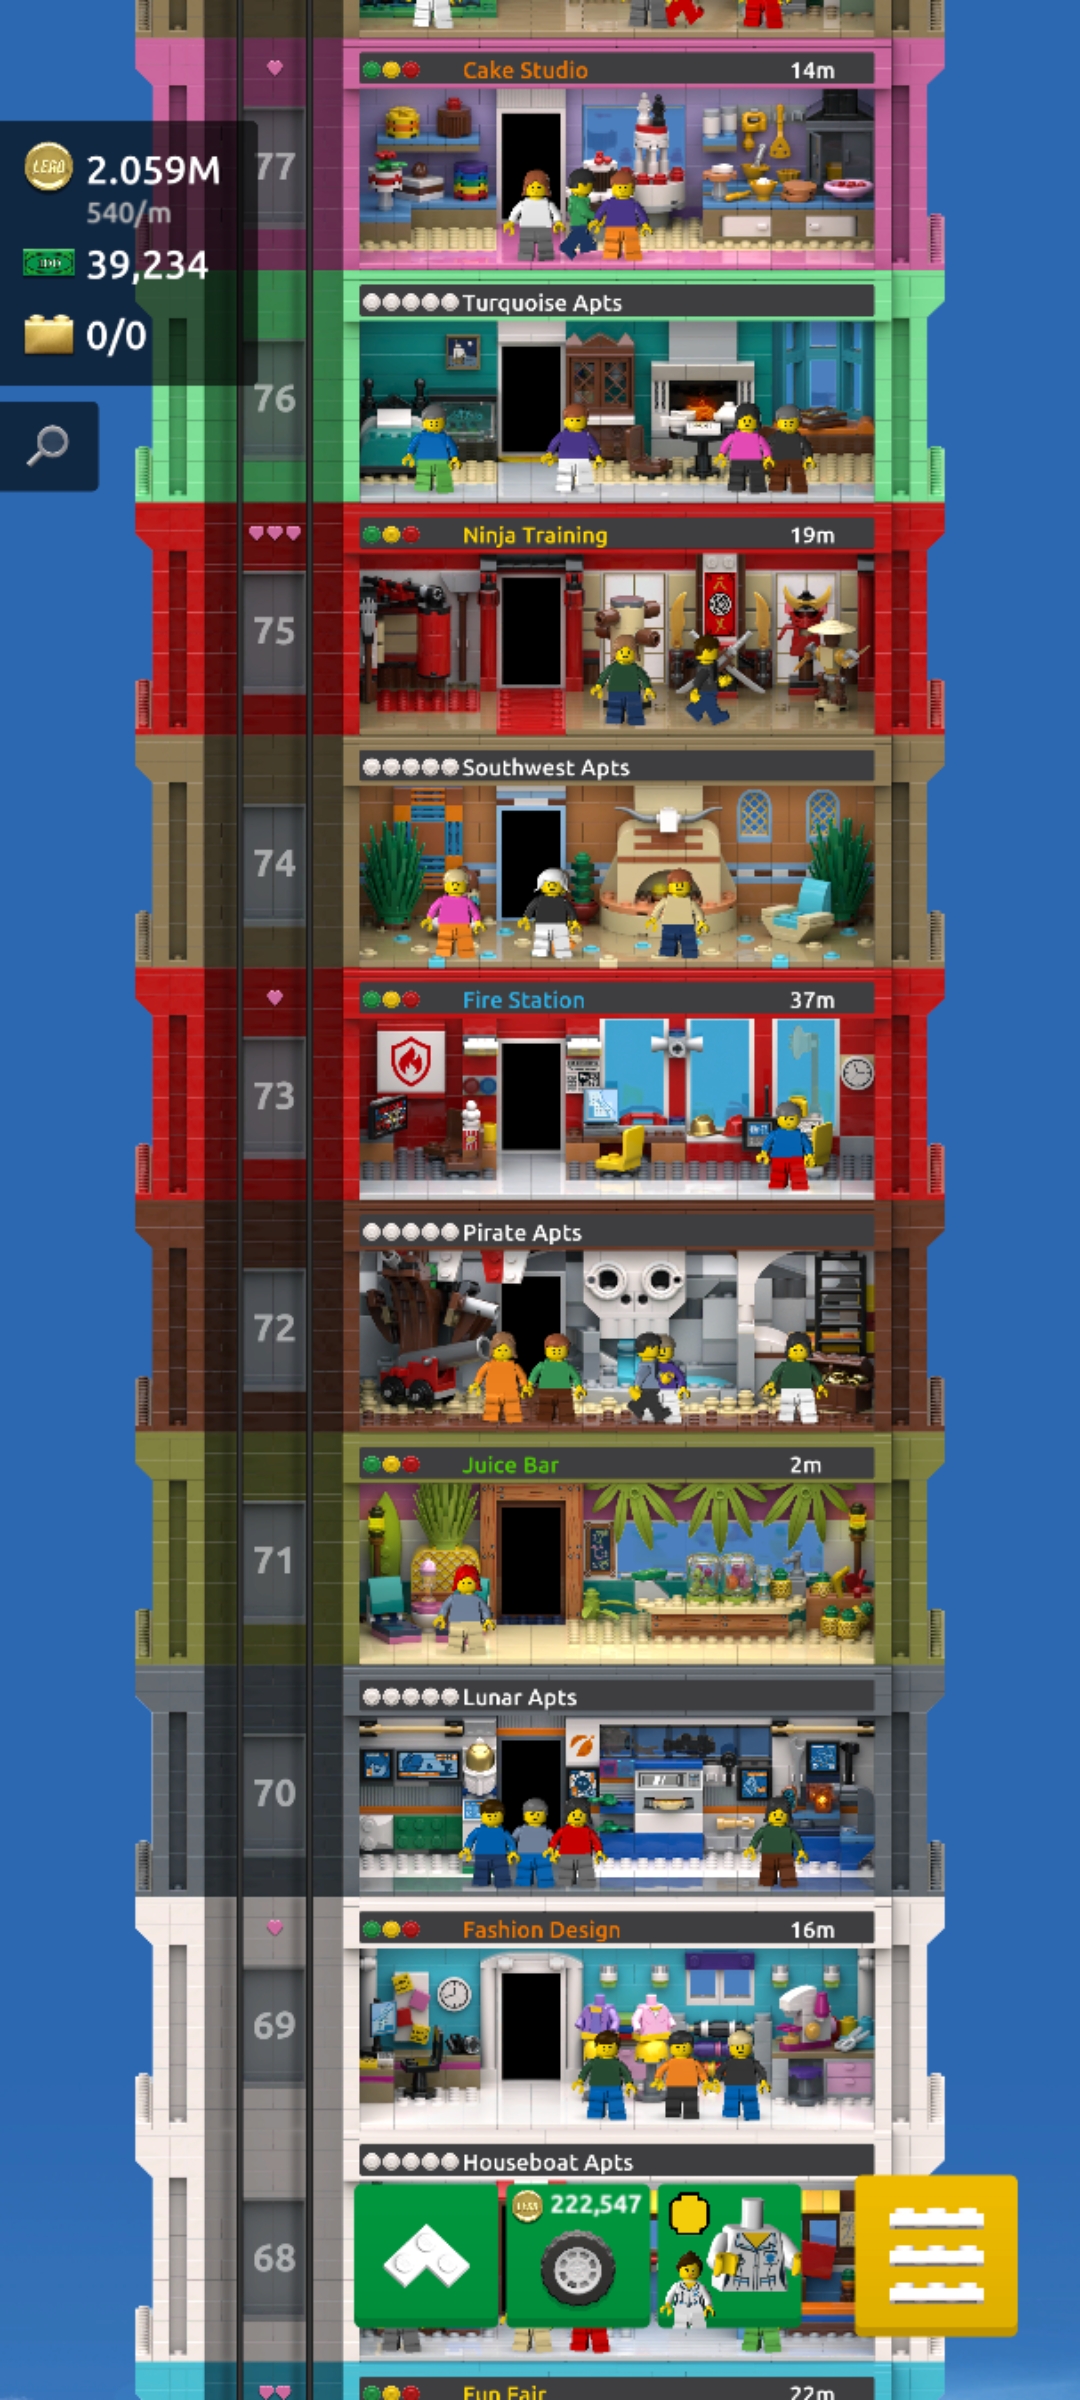 Cake Studio 14m
77
LEGO 2.059M
540/m
39,234
0/0
Turquoise Apts
76
Ninja Training 19m
75
Southwest Apts
74
Fire Station 37m
73
Pirate Apts
72
Juice Bar 2m
71
Lunar Apts
70
Fashion Design 16m
69
Houseboat Apts
222,547
68
Fun Fair 22m